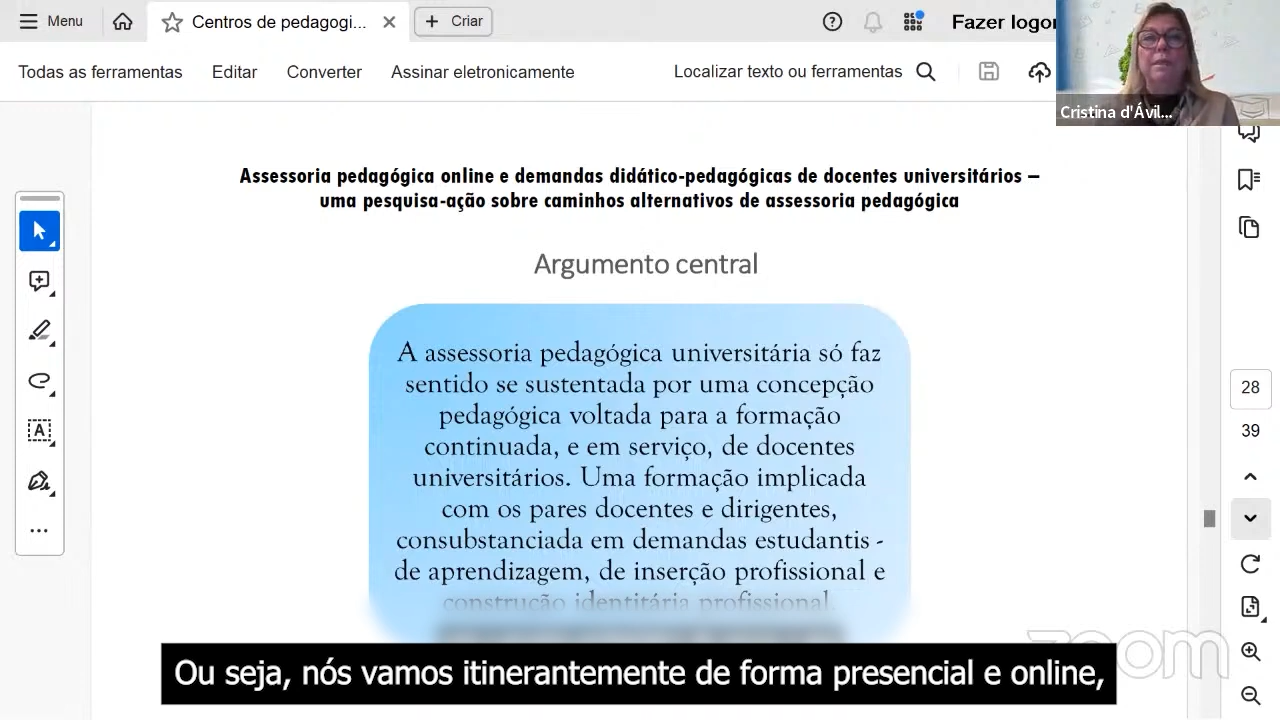 Menu
Centros de pedagogi...
Criar
Fazer logon
Todas as ferramentas
Editar
Converter
Assinar eletronicamente
Localizar texto ou ferramentas
Cristina d'Ávil...
Assessoria pedagógica online e demandas didático-pedagógicas de docentes universitários –
uma pesquisa-ação sobre caminhos alternativos de assessoria pedagógica
Argumento central
A assessoria pedagógica universitária só faz
sentido se sustentada por uma concepção
pedagógica voltada para a formação
continuada, e em serviço, de docentes
universitários. Uma formação implicada
com os pares docentes e dirigentes,
consubstanciada em demandas estudantis -
de aprendizagem, de inserção profissional e
construção identitária profissional.
28
39
zoom
Ou seja, nós vamos itinerantemente de forma presencial e online,